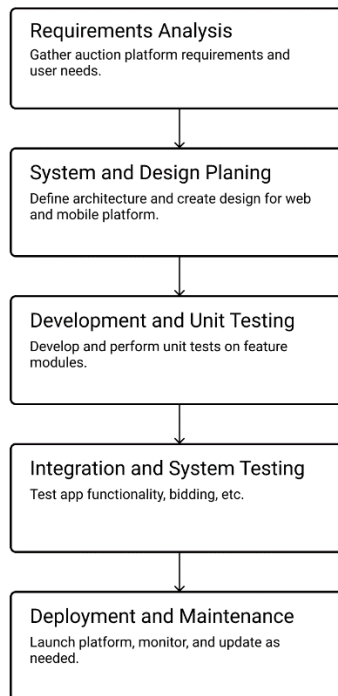 Requirements Analysis
Gather auction platform requirements and
user needs.
System and Design Planing
Define architecture and create design for web
and mobile platform.
Development and Unit Testing
Develop and perform unit tests on feature
modules.
Integration and System Testing
Test app functionality, bidding, etc.
Deployment and Maintenance
Launch platform, monitor, and update as
needed.